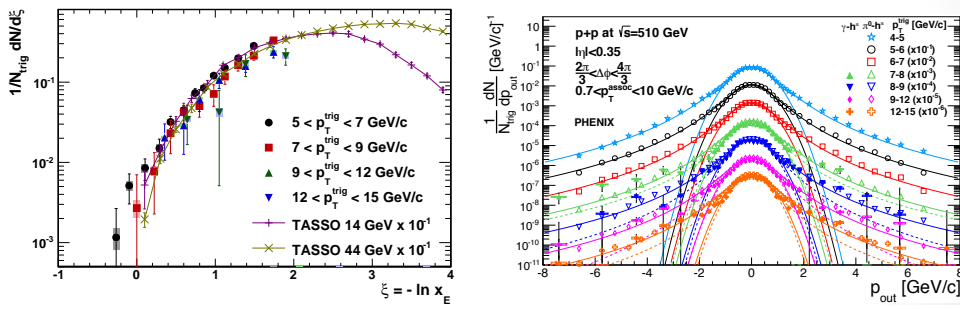 1/N_trig dN/dξ
10⁻¹
10⁻²
10⁻³
5 < p_T^trig < 7 GeV/c
7 < p_T^trig < 9 GeV/c
9 < p_T^trig < 12 GeV/c
12 < p_T^trig < 15 GeV/c
TASSO 14 GeV x 10⁻¹
TASSO 44 GeV x 10⁻¹
-1 0 1 2 3 4
ξ = - ln x_E
1/N_trig dN/dp_out [GeV/c]⁻¹
10⁴
10³
10²
10
1
10⁻¹
10⁻²
10⁻³
10⁻⁴
10⁻⁵
10⁻⁶
10⁻⁷
10⁻⁸
10⁻⁹
10⁻¹⁰
10⁻¹¹
p+p at √s=510 GeV
|η|<0.35
2π/3<Δφ<4π/3
0.7<p_T^assoc<10 GeV/c
PHENIX
γ-h± π⁰-h± p_T^trig [GeV/c]
4-5
5-6 (x10⁻¹)
6-7 (x10⁻²)
7-8 (x10⁻³)
8-9 (x10⁻⁴)
9-12 (x10⁻⁵)
12-15 (x10⁻⁶)
-8 -6 -4 -2 0 2 4 6 8
p_out [GeV/c]